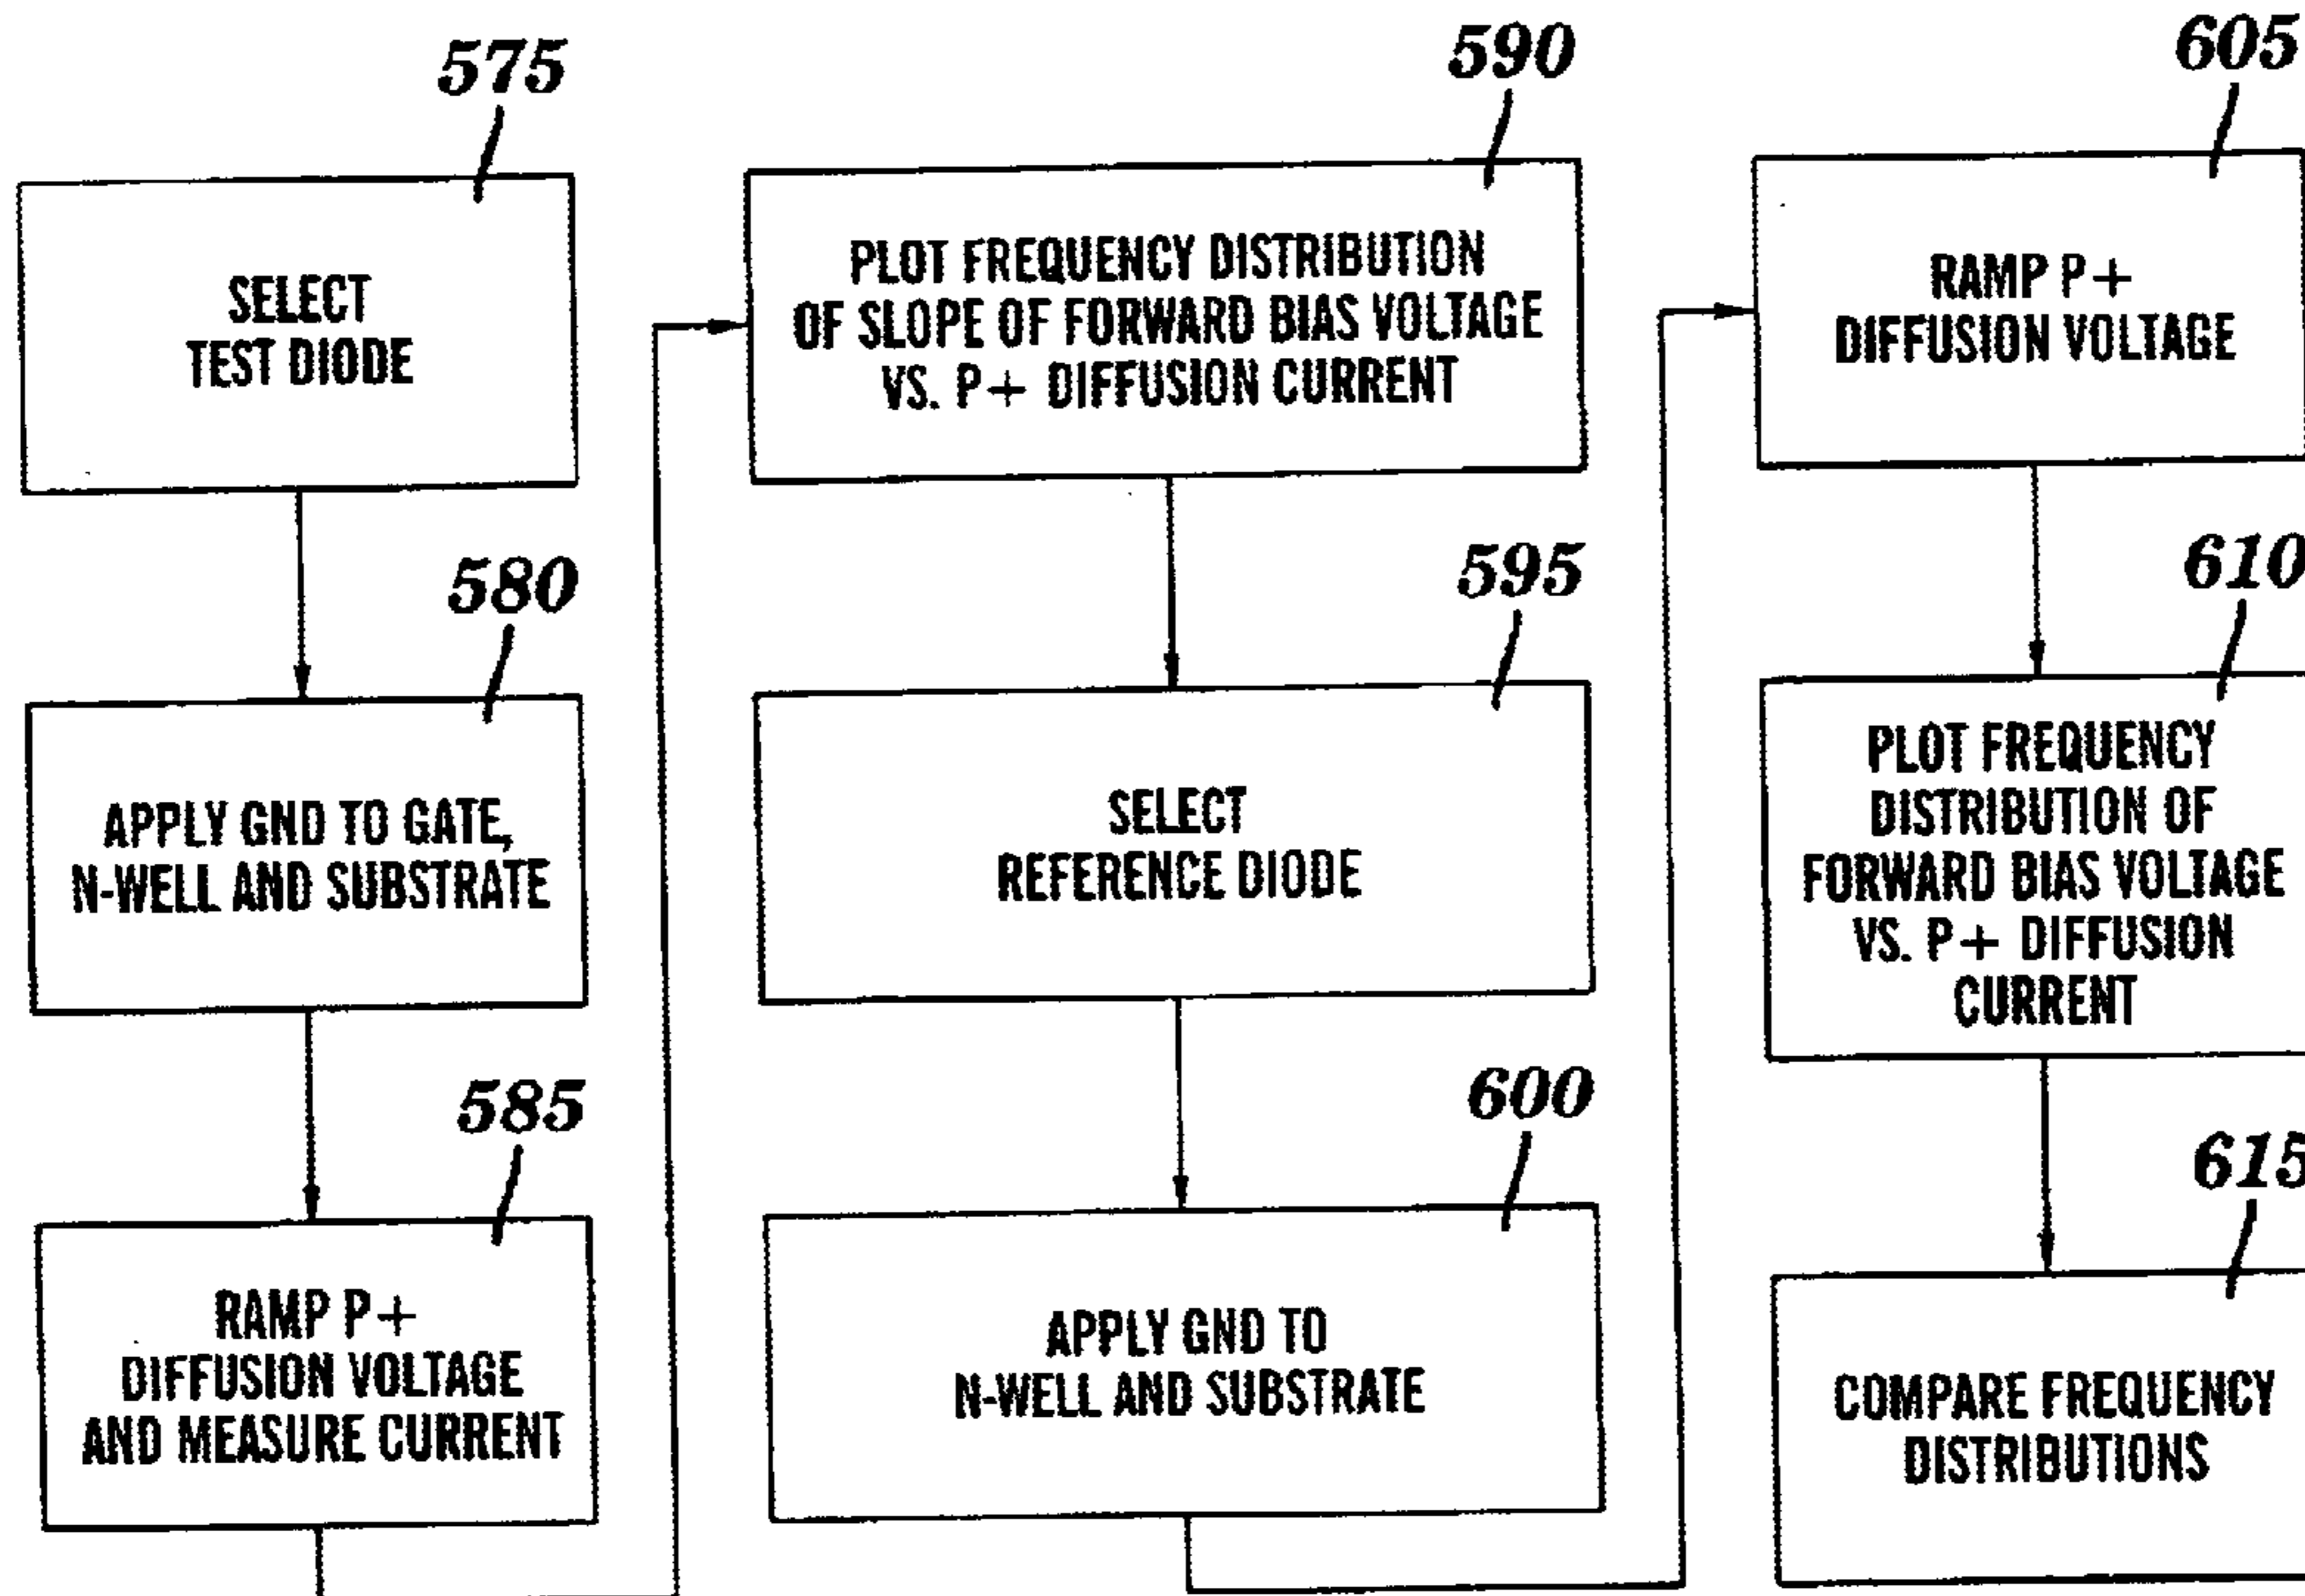 575
SELECT
TEST DIODE
580
APPLY GND TO GATE,
N-WELL AND SUBSTRATE
585
RAMP P+
DIFFUSION VOLTAGE
AND MEASURE CURRENT
590
PLOT FREQUENCY DISTRIBUTION
OF SLOPE OF FORWARD BIAS VOLTAGE
VS. P+ DIFFUSION CURRENT
595
SELECT
REFERENCE DIODE
600
APPLY GND TO
N-WELL AND SUBSTRATE
605
RAMP P+
DIFFUSION VOLTAGE
610
PLOT FREQUENCY
DISTRIBUTION OF
FORWARD BIAS VOLTAGE
VS. P+ DIFFUSION
CURRENT
615
COMPARE FREQUENCY
DISTRIBUTIONS